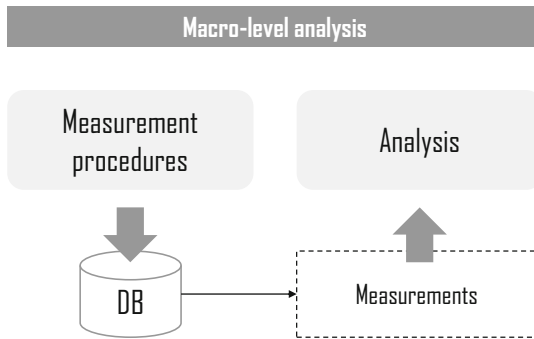 Macro-level analysis
Measurement
procedures
Analysis
DB
Measurements